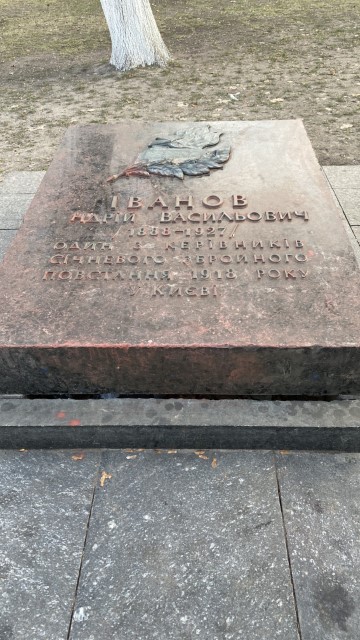 ІВАНОВ
АНДРІЙ ВАСИЛЬОВИЧ
1888-1927
ОДИН З КЕРІВНИКІВ
СІЧНЕВОГО ЗБРОЙНОГО
ПОВСТАННЯ 1918 РОКУ
У КИЄВІ